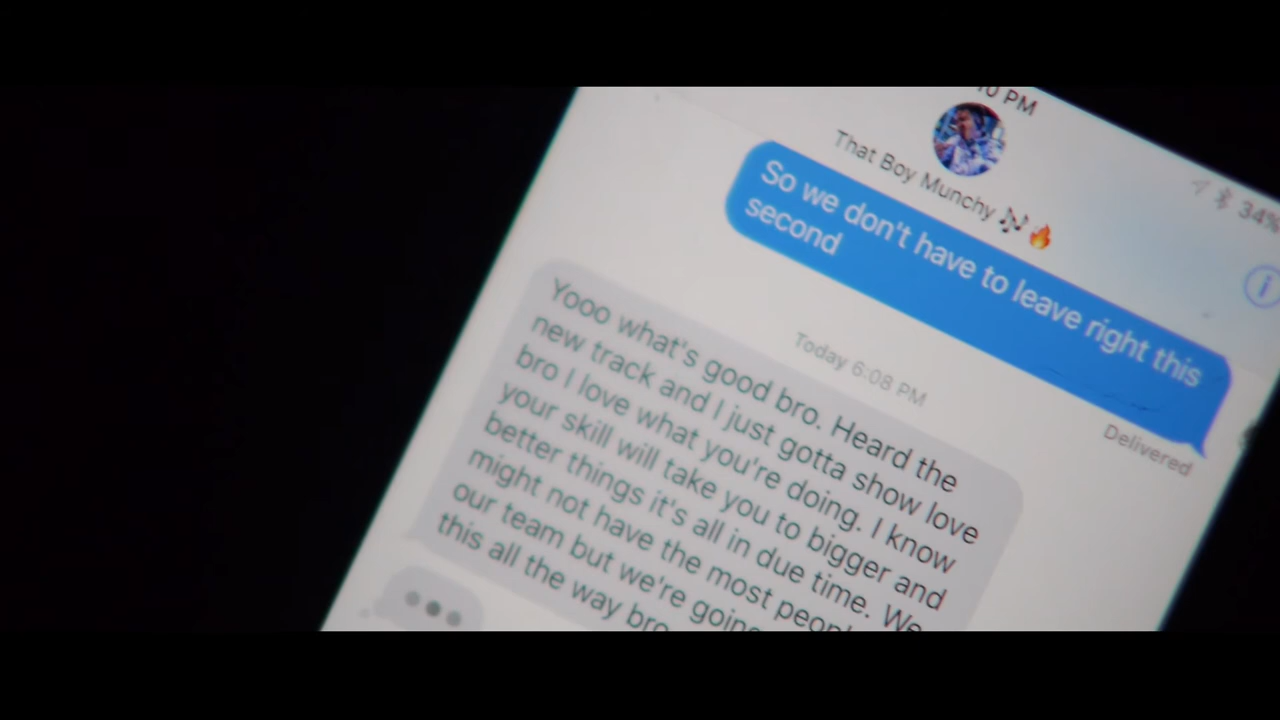 PM
34%
That Boy Munchy 🎶🔥
So we don't have to leave right this
second
Delivered
Today 6:08 PM
Yooo what's good bro. Heard the
new track and I just gotta show love
bro I love what you're doing. I know
your skill will take you to bigger and
better things it's all in due time. We
might not have the most
our team but we're going
this all the way bro